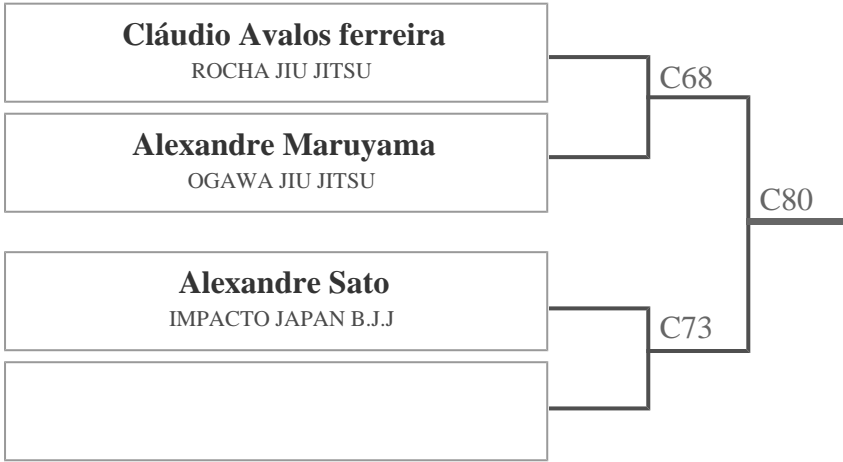 Cláudio Avalos ferreira
ROCHA JIU JITSU
C68
Alexandre Maruyama
OGAWA JIU JITSU
C80
Alexandre Sato
IMPACTO JAPAN B.J.J
C73